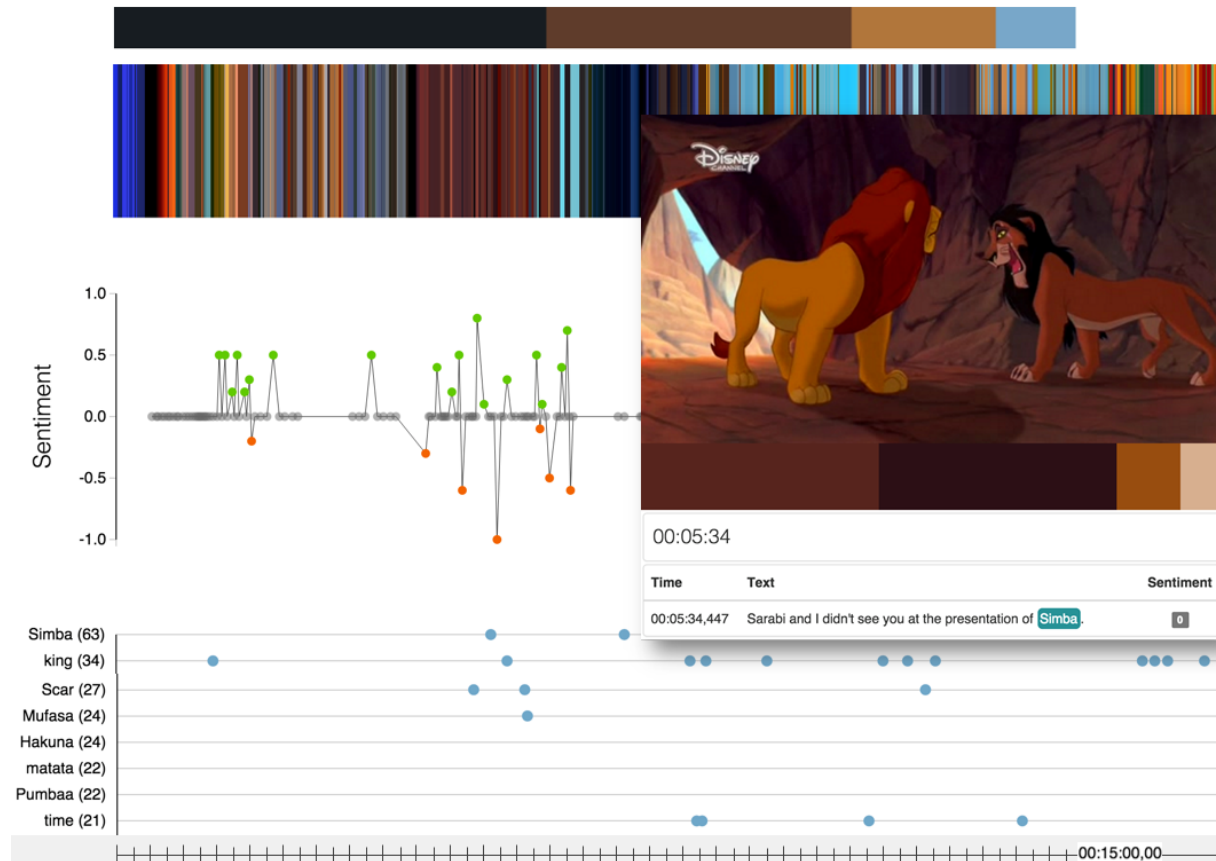 Disney
CHANNEL
1.0
0.5
0.0
-0.5
-1.0
Sentiment
00:05:34
Time Text Sentiment
00:05:34,447 Sarabi and I didn't see you at the presentation of Simba. 0
Simba (63)
king (34)
Scar (27)
Mufasa (24)
Hakuna (24)
matata (22)
Pumbaa (22)
time (21)
00:15:00,00